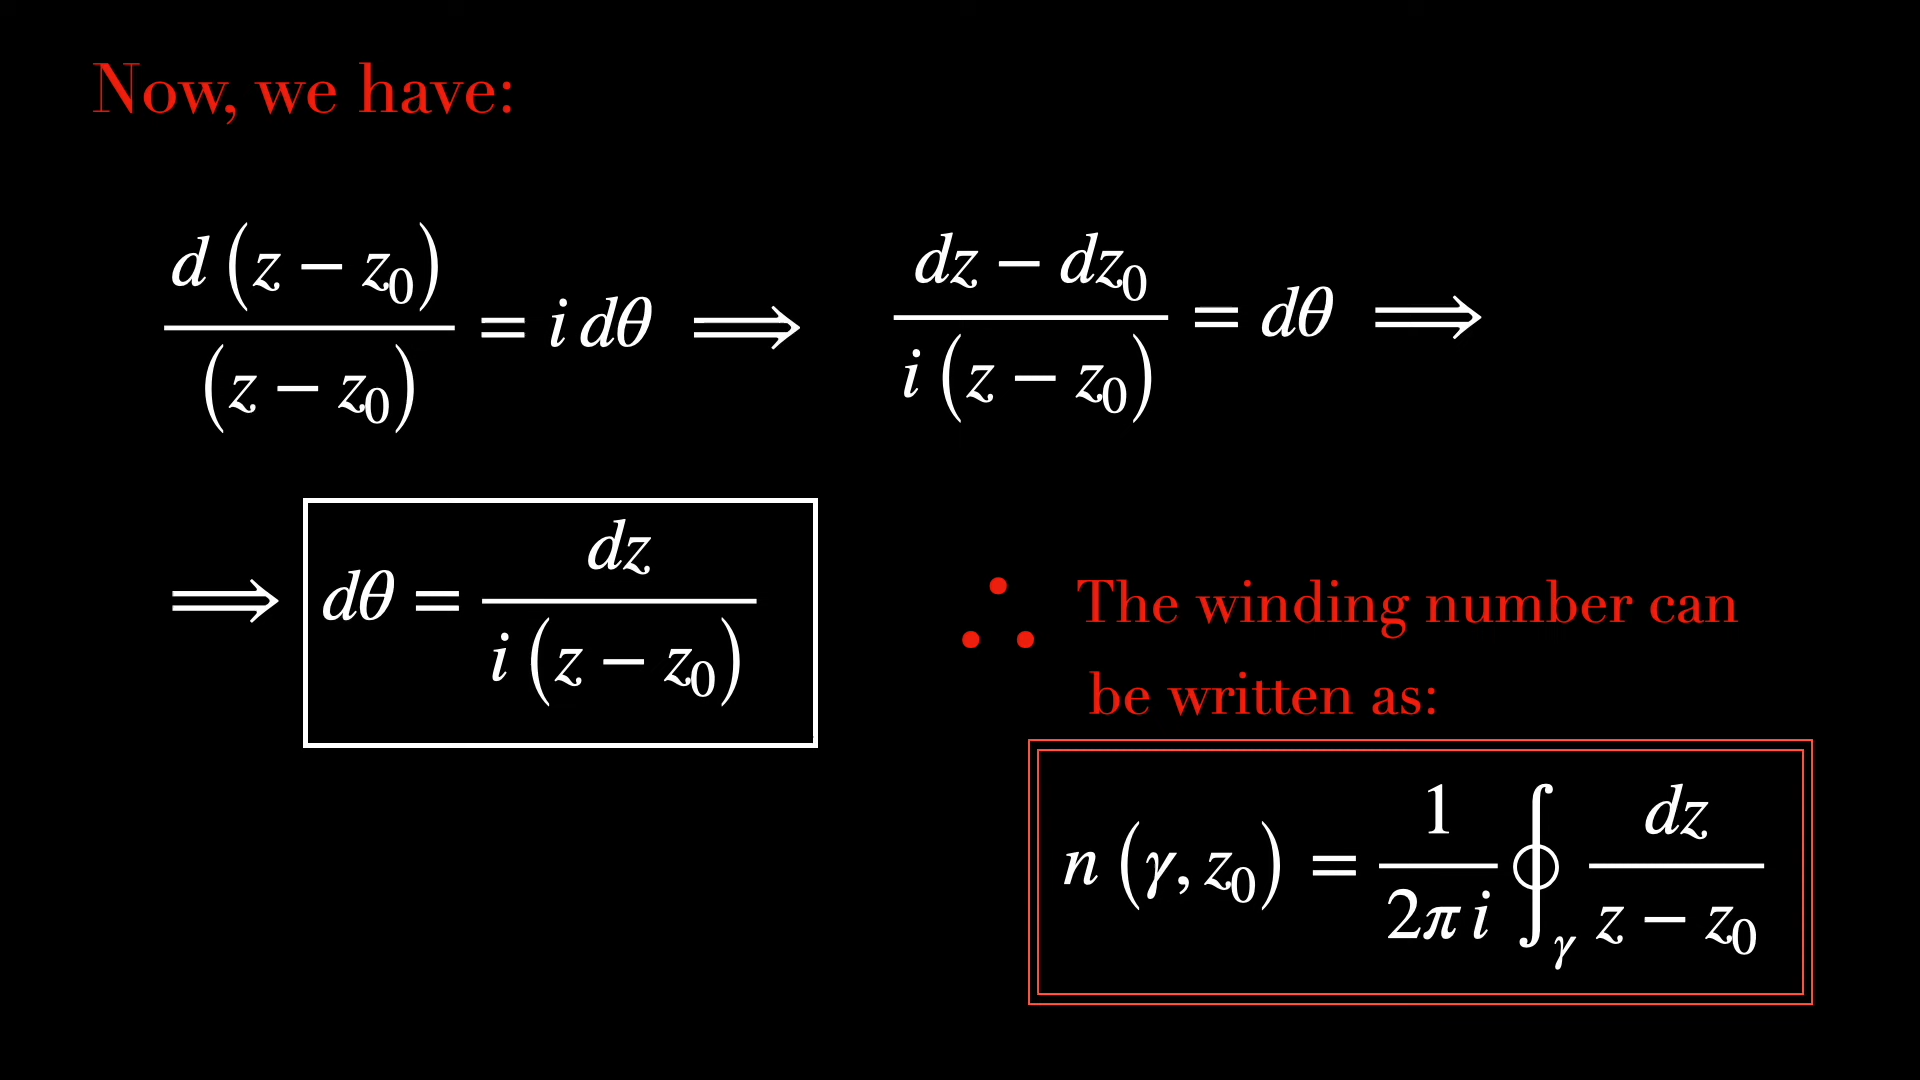 Now, we have:
d (z − z₀) / (z − z₀) = i dθ ⟹ dz − dz₀ / i (z − z₀) = dθ ⟹
⟹ dθ = dz / i (z − z₀)
∴ The winding number can
be written as:
n (γ, z₀) = 1 / 2π i ∮γ dz / z − z₀